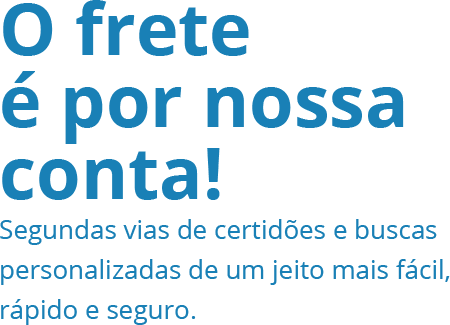 O frete
é por nossa
conta!
Segundas vias de certidões e buscas
personalizadas de um jeito mais fácil,
rápido e seguro.